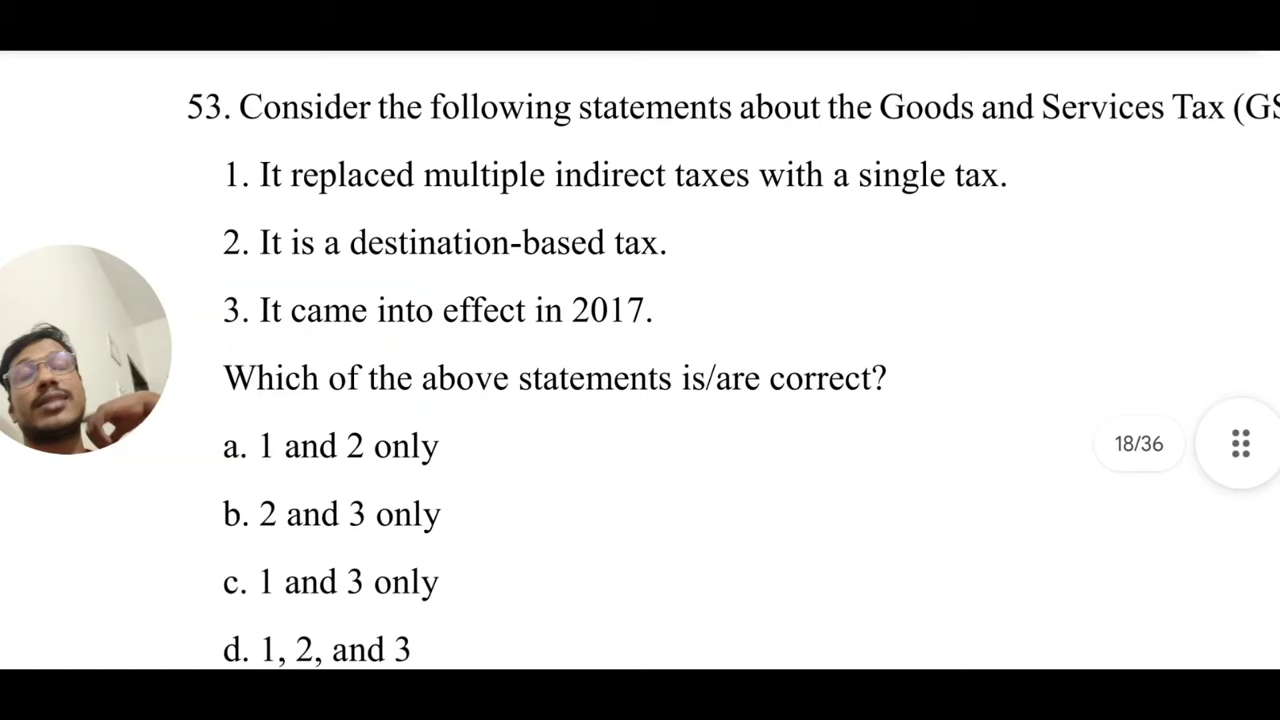 53. Consider the following statements about the Goods and Services Tax (GS
1. It replaced multiple indirect taxes with a single tax.
2. It is a destination-based tax.
3. It came into effect in 2017.
Which of the above statements is/are correct?
a. 1 and 2 only
18/36
b. 2 and 3 only
c. 1 and 3 only
d. 1, 2, and 3